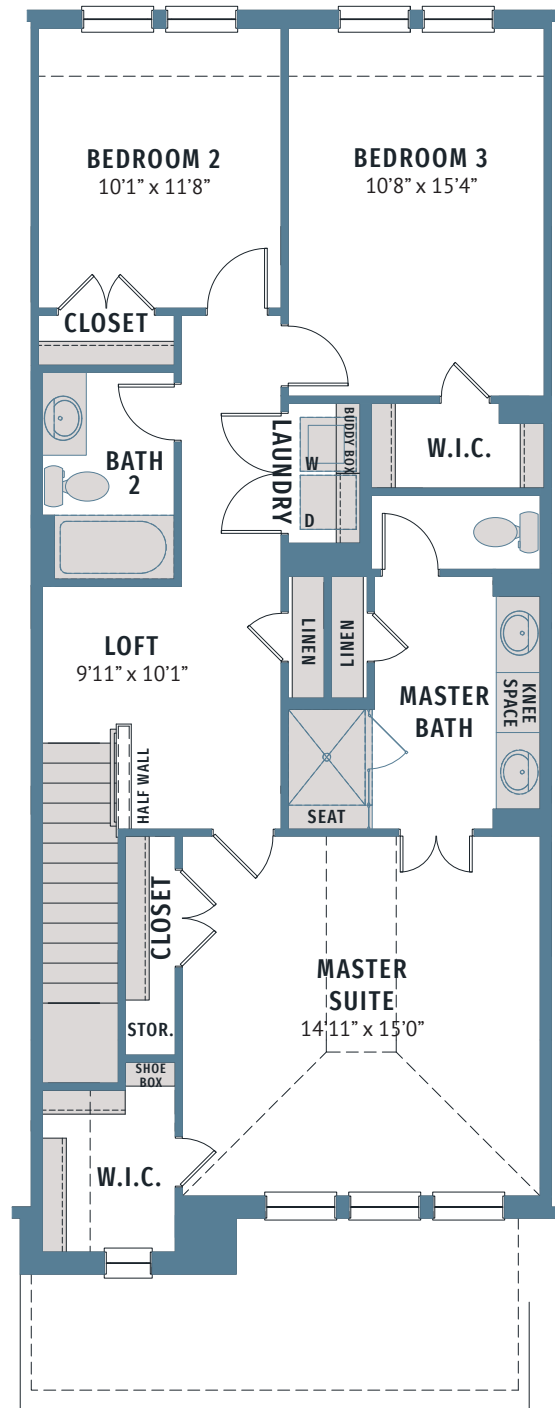 BEDROOM 2
10'1” x 11'8”
BEDROOM 3
10'8” x 15'4”
CLOSET
BATH
2
LAUNDRY
W
D
BUDDY BOX
W.I.C.
LOFT
9'11” x 10'1”
LINEN
LINEN
MASTER
BATH
KNEE
SPACE
HALF WALL
SEAT
CLOSET
STOR.
MASTER
SUITE
14'11” x 15'0”
SHOE
BOX
W.I.C.